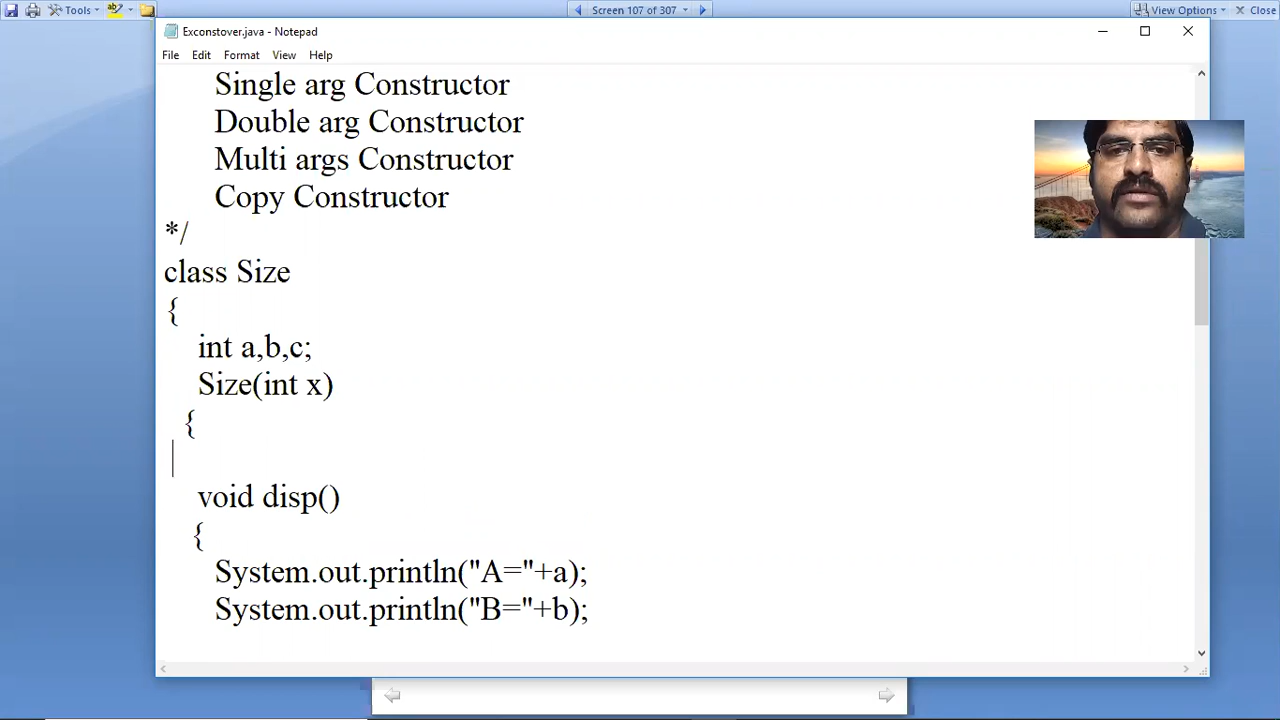 Tools
Screen 107 of 307
View Options
Close
Exconstover.java - Notepad
File Edit Format View Help
Single arg Constructor
Double arg Constructor
Multi args Constructor
Copy Constructor
*/
class Size
{
int a,b,c;
Size(int x)
{
void disp()
{
System.out.println("A="+a);
System.out.println("B="+b);